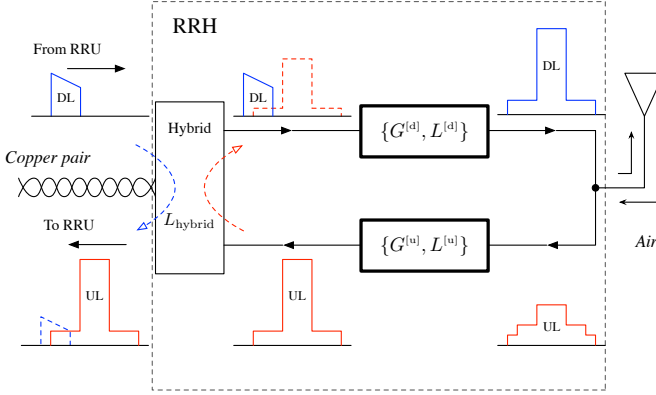 RRH
From RRU
DL
DL
DL
Hybrid
{G^[d], L^[d]}
Copper pair
L_hybrid
To RRU
{G^[u], L^[u]}
Air
UL
UL
UL